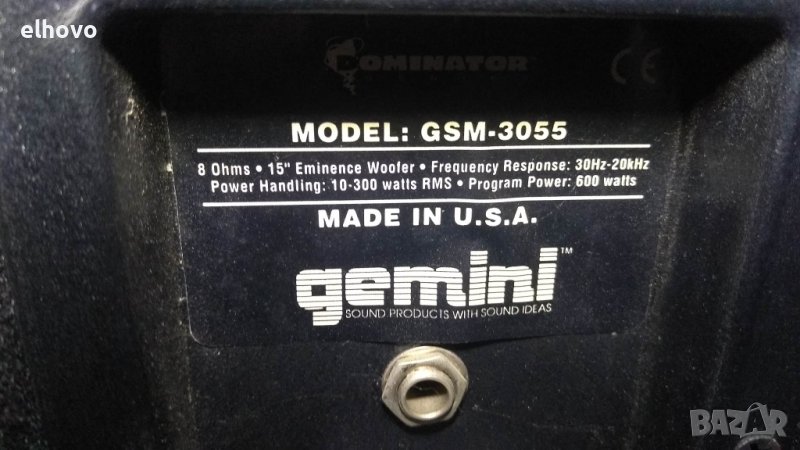 elhovo
DOMINATOR
CE
MODEL: GSM-3055
8 Ohms • 15" Eminence Woofer • Frequency Response: 30Hz-20kHz
Power Handling: 10-300 watts RMS • Program Power: 600 watts
MADE IN U.S.A.
gemini™
SOUND PRODUCTS WITH SOUND IDEAS
BAZAR